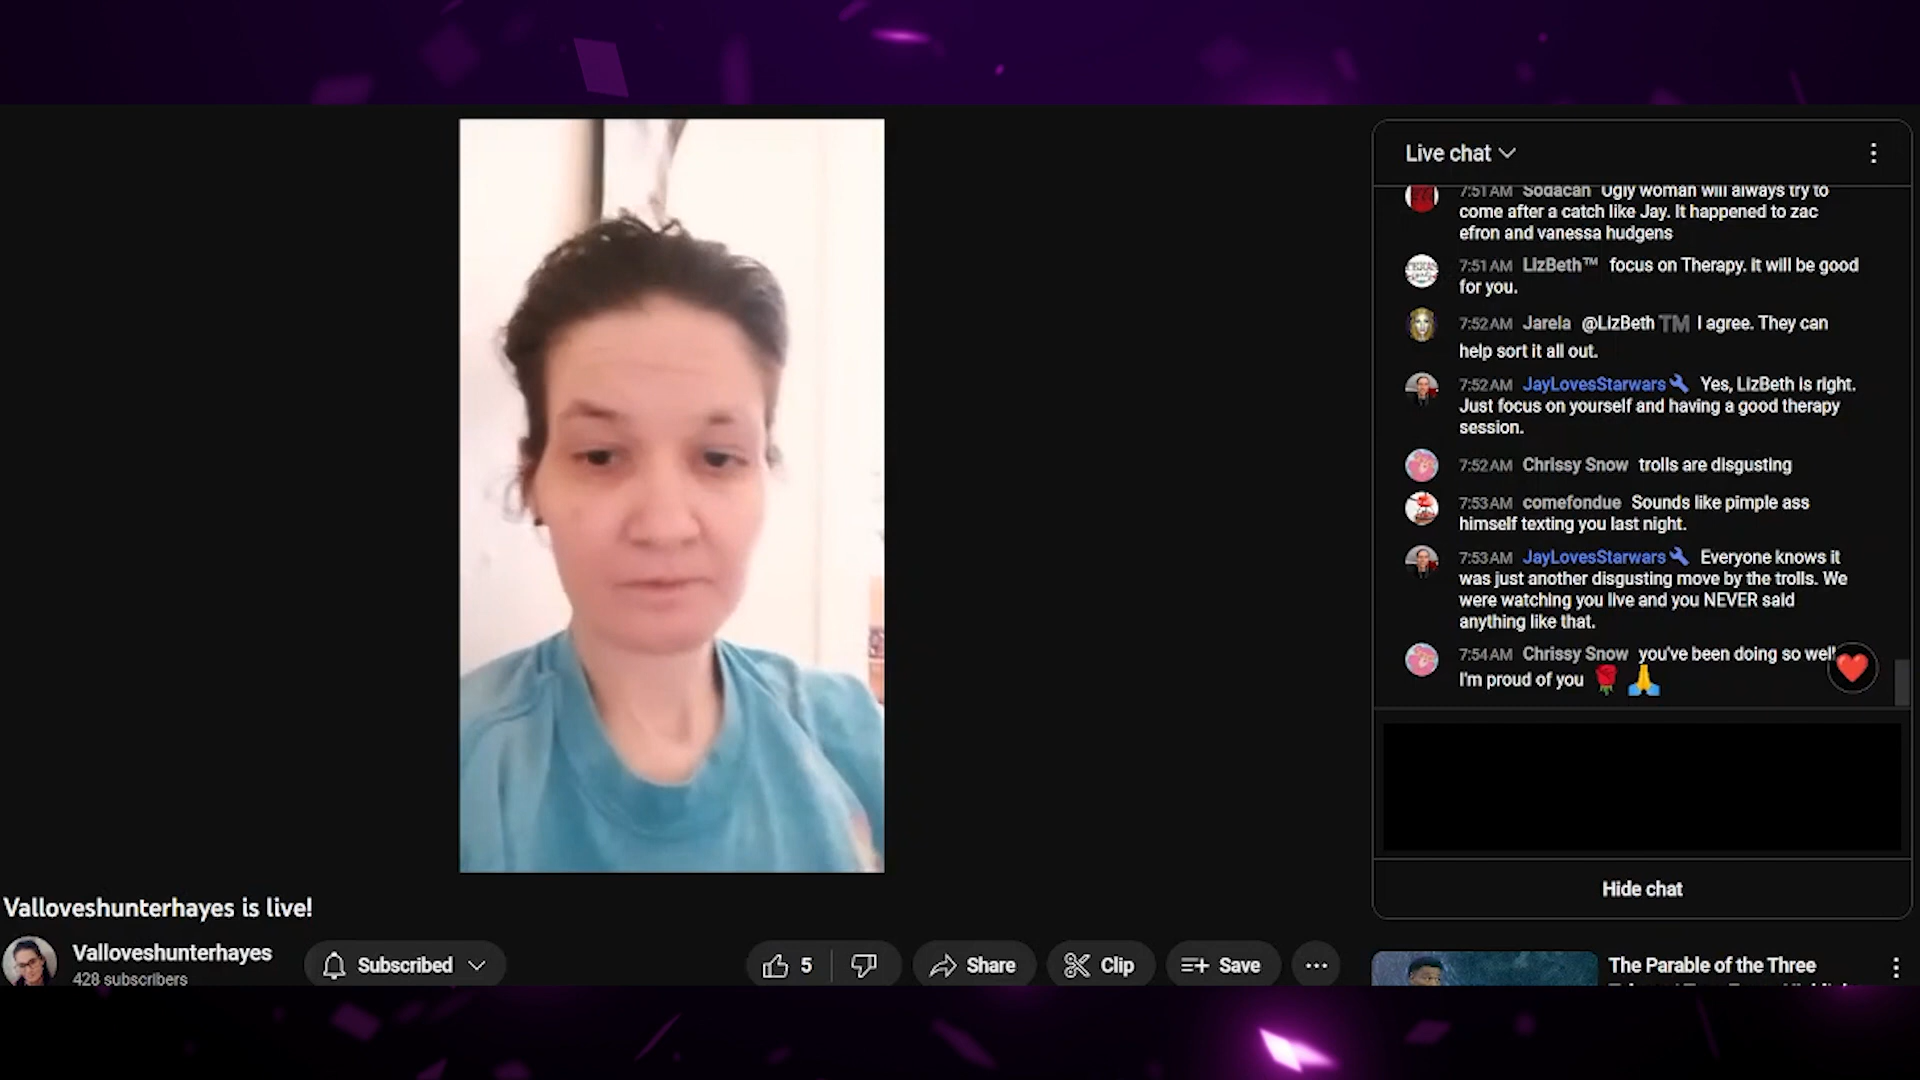 Live chat
7:51 AM Sodacan Ugly woman will always try to
come after a catch like Jay. It happened to zac
efron and vanessa hudgens
7:51 AM LizBeth™ focus on Therapy. it will be good
for you.
7:52 AM Jarela @LizBeth™ I agree. They can
help sort it all out.
7:52 AM JayLovesStarwars Yes, LizBeth is right.
Just focus on yourself and having a good therapy
session.
7:52 AM Chrissy Snow trolls are disgusting
7:53 AM comefondue Sounds like pimple ass
himself texting you last night.
7:53 AM JayLovesStarwars Everyone knows it
was just another disgusting move by the trolls. We
were watching you live and you NEVER said
anything like that.
7:54 AM Chrissy Snow you've been doing so well
I'm proud of you 🌹 🙏
Hide chat
Valloveshunterhayes is live!
Valloveshunterhayes
428 subscribers
Subscribed
5
Share
Clip
Save
The Parable of the Three